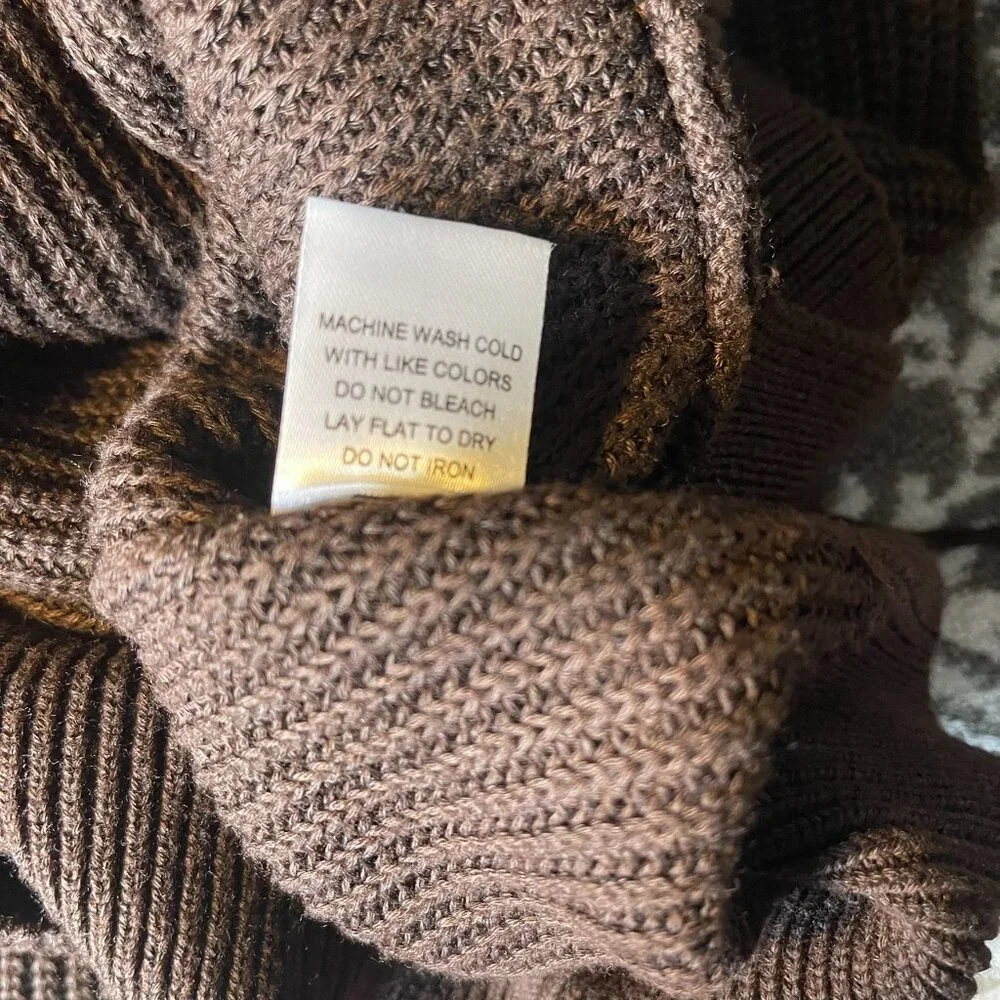 MACHINE WASH COLD
WITH LIKE COLORS
DO NOT BLEACH
LAY FLAT TO DRY
DO NOT IRON